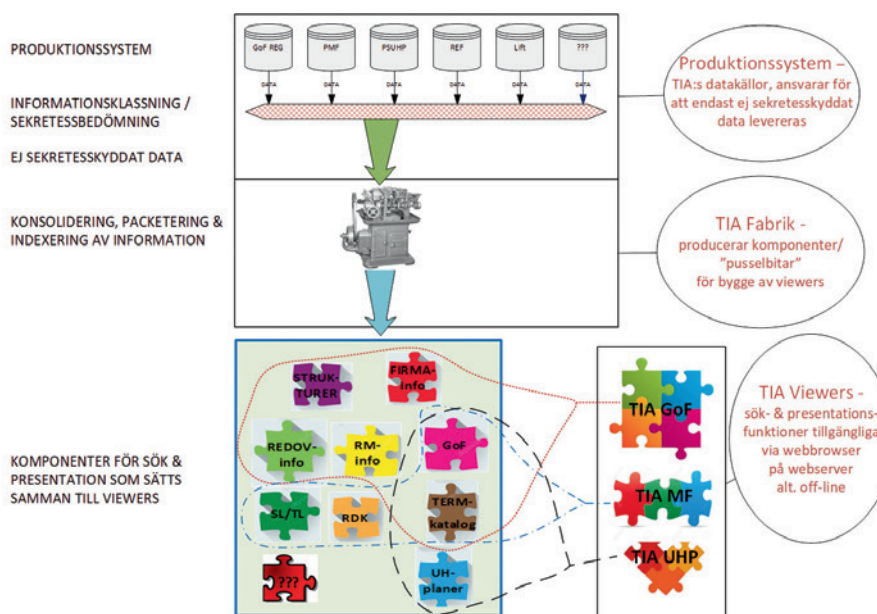 PRODUKTIONSSYSTEM
GoF REG
PMF
PSUHP
REF
Lift
???
DATA
DATA
DATA
DATA
DATA
DATA
INFORMATIONSKLASSNING /
SEKRETESSBEDÖMNING
EJ SEKRETESSKYDDAT DATA
Produktionssystem –
TIA:s datakällor, ansvarar för
att endast ej sekretesskyddat
data levereras
KONSOLIDERING, PACKETERING &
INDEXERING AV INFORMATION
TIA Fabrik -
producerar komponenter/
”pusselbitar”
för bygge av viewers
KOMPONENTER FÖR SÖK &
PRESENTATION SOM SÄTTS
SAMMAN TILL VIEWERS
STRUK-
TURER
FIRMA-
info
REDOV-
info
RM-
info
GoF
SL/TL
RDK
TERM-
katalog
???
UH-
planer
TIA GoF
TIA MF
TIA UHP
TIA Viewers -
sök- & presentations-
funktioner tillgängliga
via webbrowser
på webserver
alt. off-line